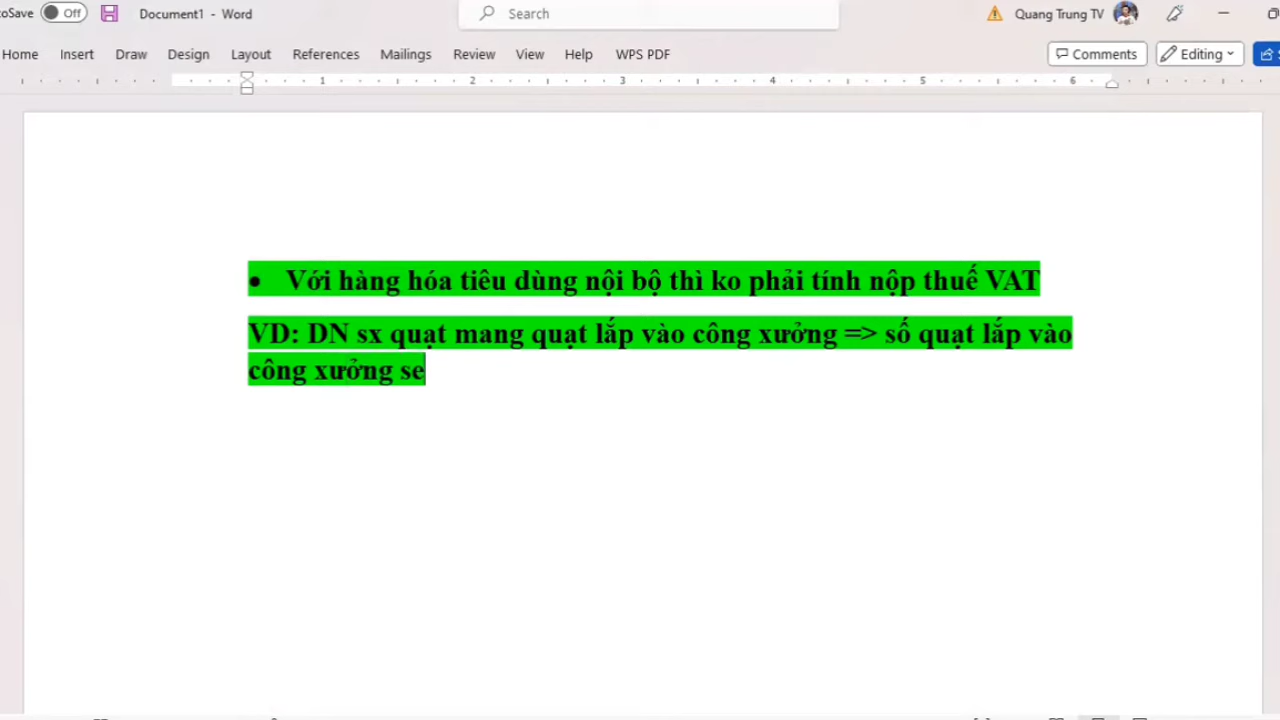 oSave Off Document1 - Word Search Quang Trung TV
Home Insert Draw Design Layout References Mailings Review View Help WPS PDF Comments Editing
1 2 3 4 5 6
• Với hàng hóa tiêu dùng nội bộ thì ko phải tính nộp thuế VAT
VD: DN sx quạt mang quạt lắp vào công xưởng => số quạt lắp vào
công xưởng se